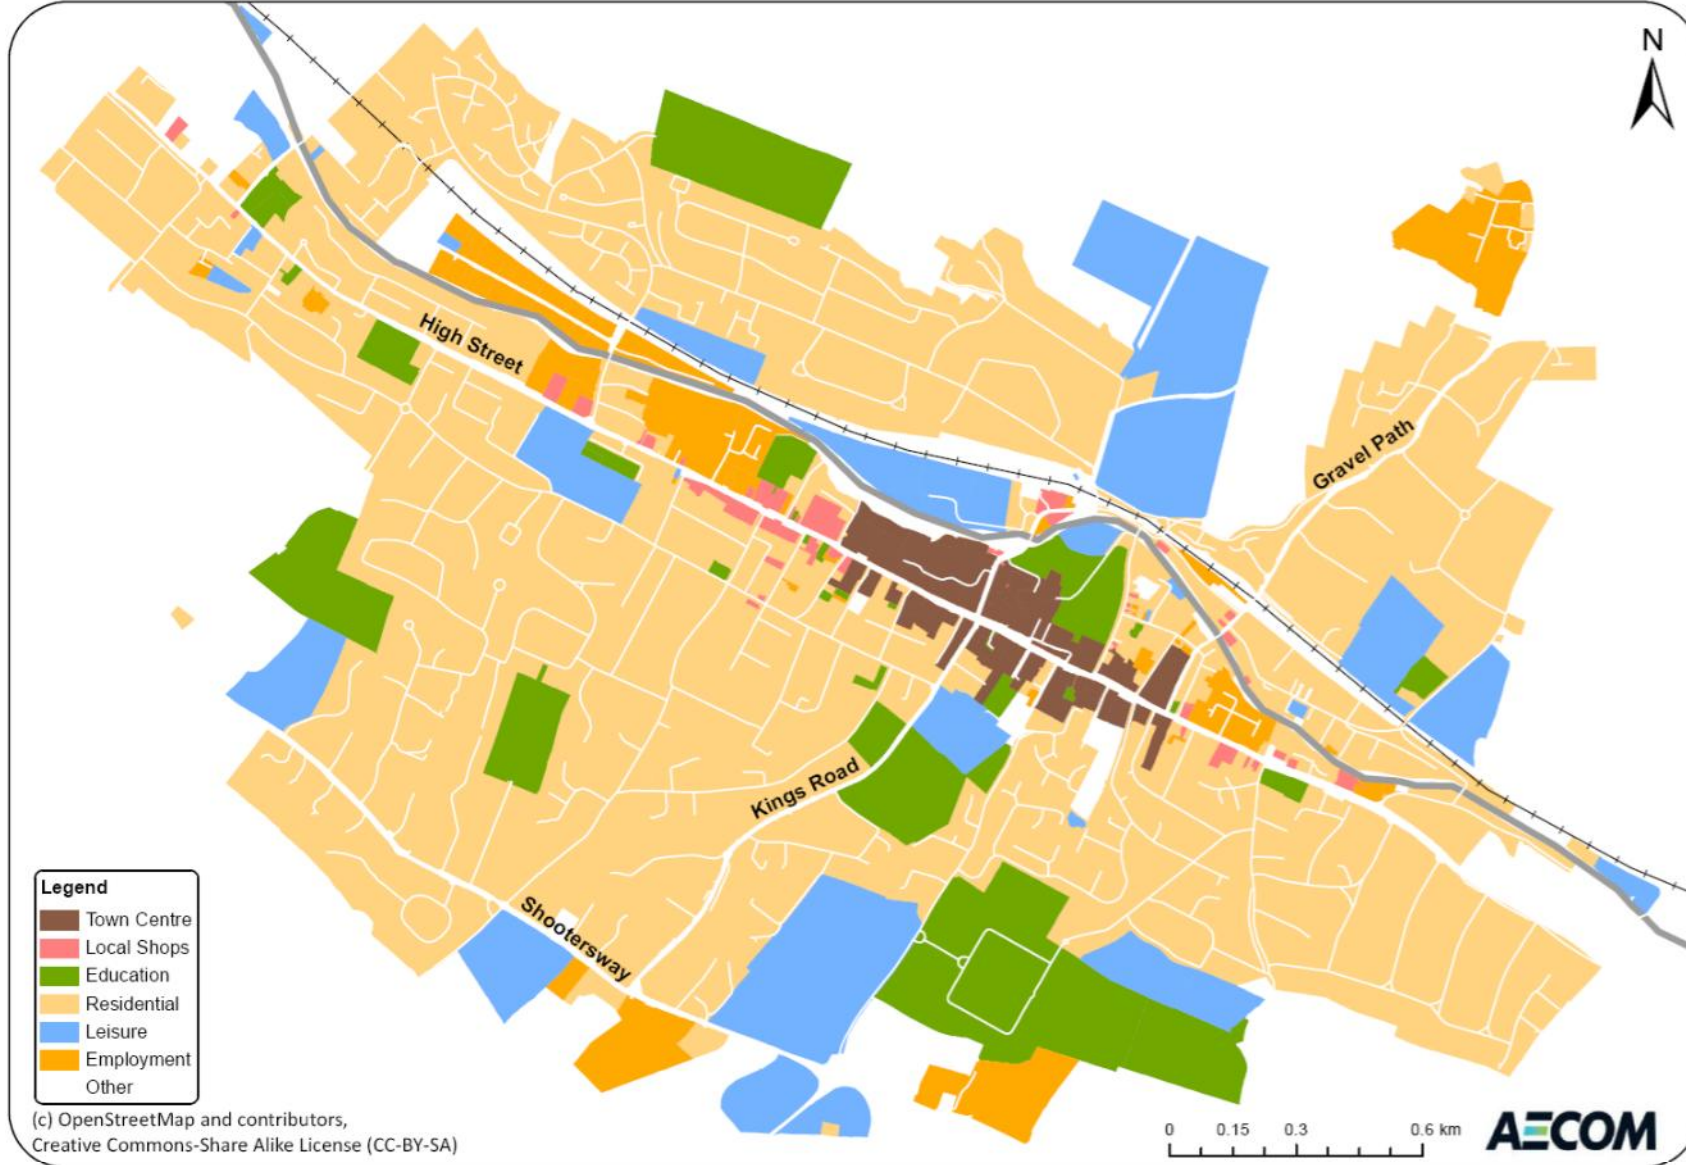 N
High Street
Gravel Path
Kings Road
Shootersway
Legend
Town Centre
Local Shops
Education
Residential
Leisure
Employment
Other
(c) OpenStreetMap and contributors,
Creative Commons-Share Alike License (CC-BY-SA)
0 0.15 0.3 0.6 km
AECOM